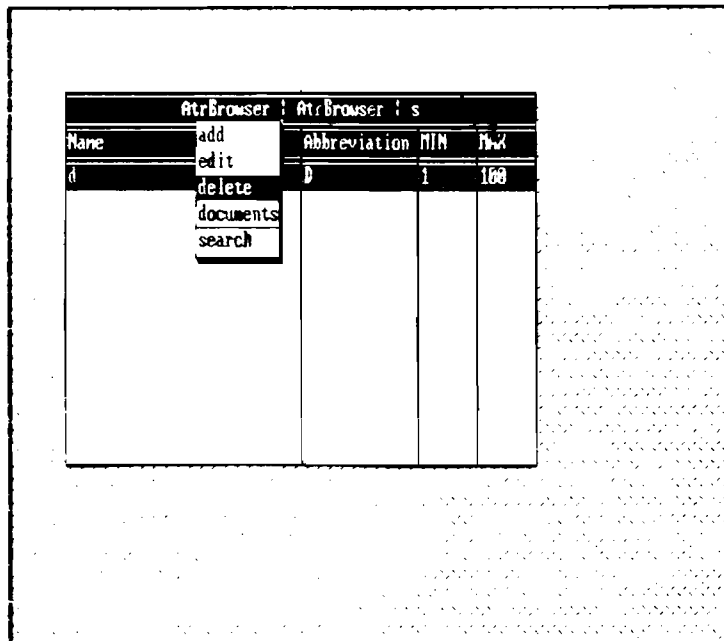 AtrBrowser | AtrBrowser | s
Name Abbreviation MIN MAX
d D 1 100
add
edit
delete
documents
search